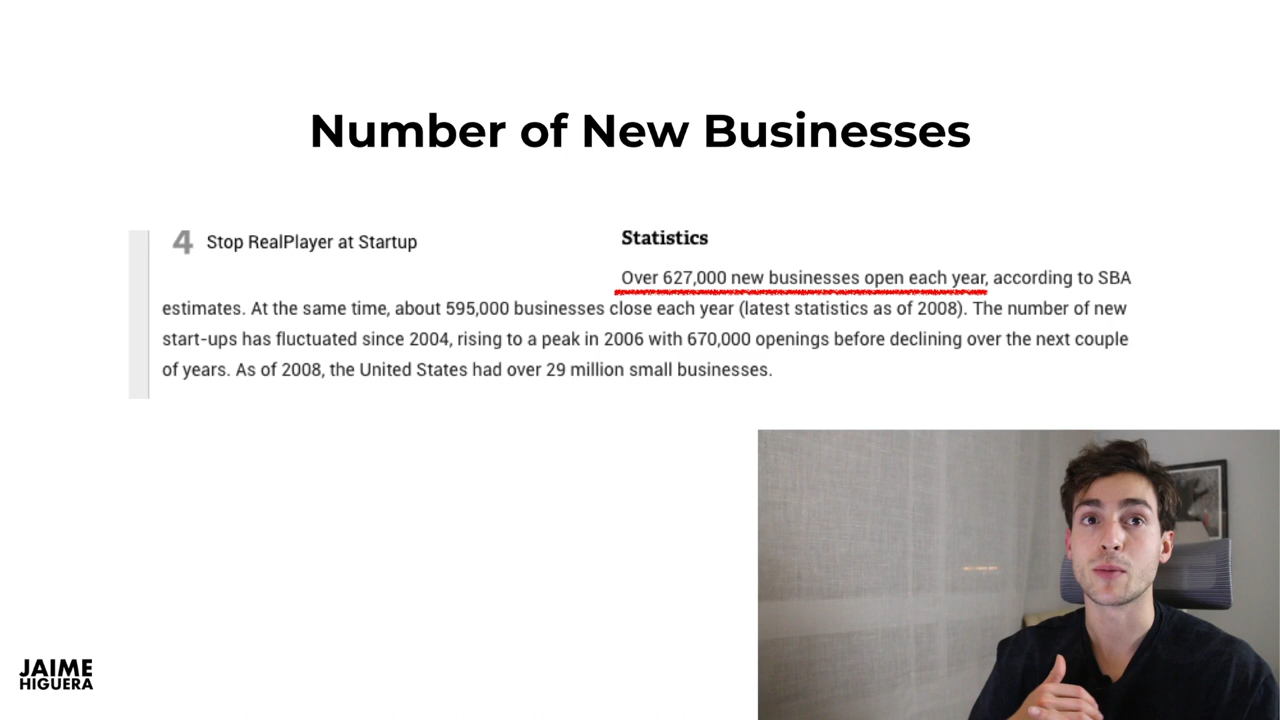 Number of New Businesses
4 Stop RealPlayer at Startup
Statistics
Over 627,000 new businesses open each year, according to SBA
estimates. At the same time, about 595,000 businesses close each year (latest statistics as of 2008). The number of new
start-ups has fluctuated since 2004, rising to a peak in 2006 with 670,000 openings before declining over the next couple
of years. As of 2008, the United States had over 29 million small businesses.
JAIME
HIGUERA